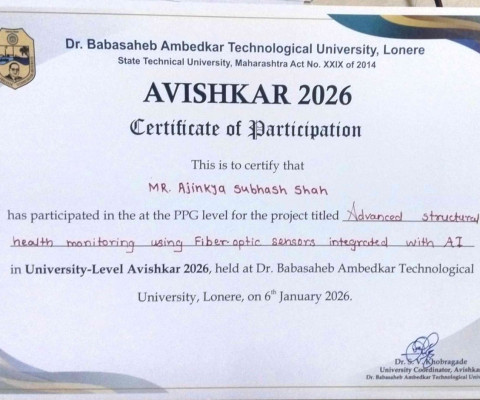 Dr. Babasaheb Ambedkar Technological University, Lonere
State Technical University, Maharashtra Act No. XXIX of 2014
AVISHKAR 2026
Certificate of Participation
This is to certify that
MR. Ajinkya Subhash Shah
has participated in the at the PPG level for the project titled Advanced structural
health monitoring using Fiber optic sensors integrated with AI
in University-Level Avishkar 2026, held at Dr. Babasaheb Ambedkar Technological
University, Lonere, on 6th January 2026.
Dr. S. V. Khobragade
University Coordinator, Avishkar
Dr. Babasaheb Ambedkar Technological Univ